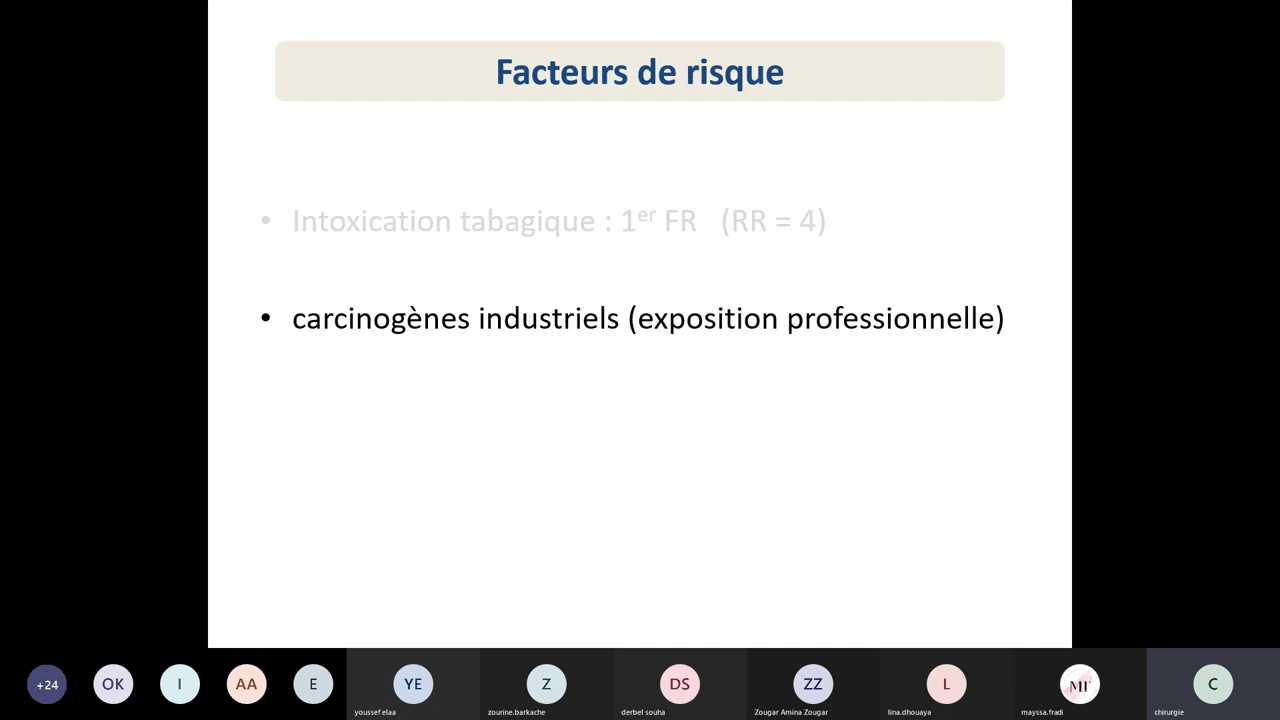 Facteurs de risque
• Intoxication tabagique : 1er FR (RR = 4)
• carcinogènes industriels (exposition professionnelle)
+24
OK
I
AA
E
YE
youssef elaa
Z
zourine.barkache
DS
derbel souha
ZZ
Zougar Amina Zougar
L
lina.dhouaya
MF
mayssa.fradi
C
chirurgie